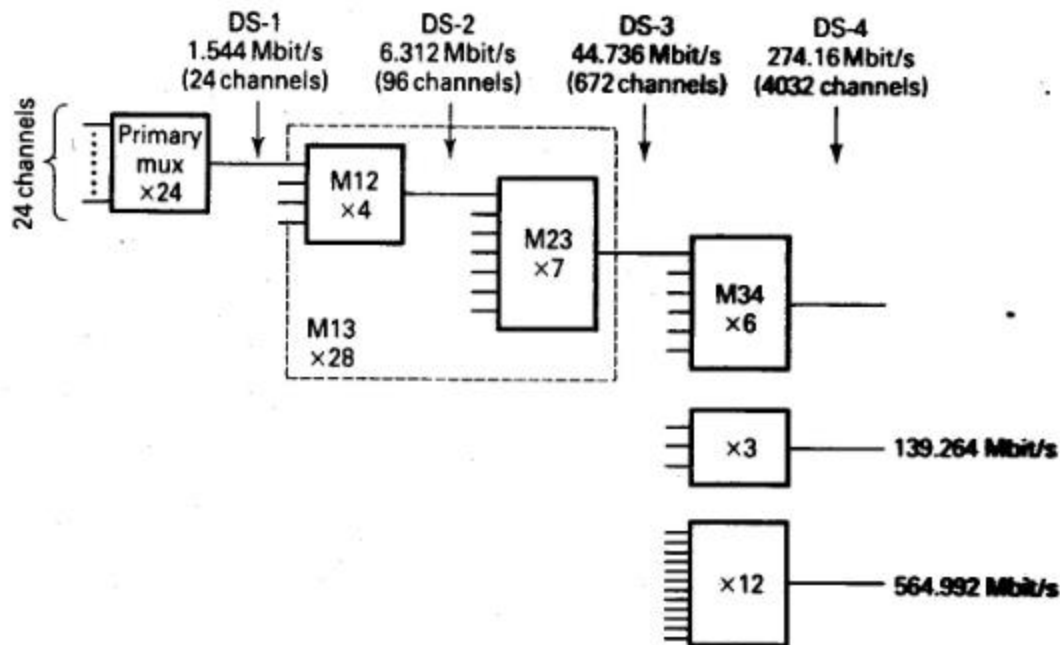 DS-1
1.544 Mbit/s
(24 channels)
DS-2
6.312 Mbit/s
(96 channels)
DS-3
44.736 Mbit/s
(672 channels)
DS-4
274.16 Mbit/s
(4032 channels)
24 channels
Primary
mux
×24
M12
×4
M23
×7
M13
×28
M34
×6
×3
139.264 Mbit/s
×12
564.992 Mbit/s